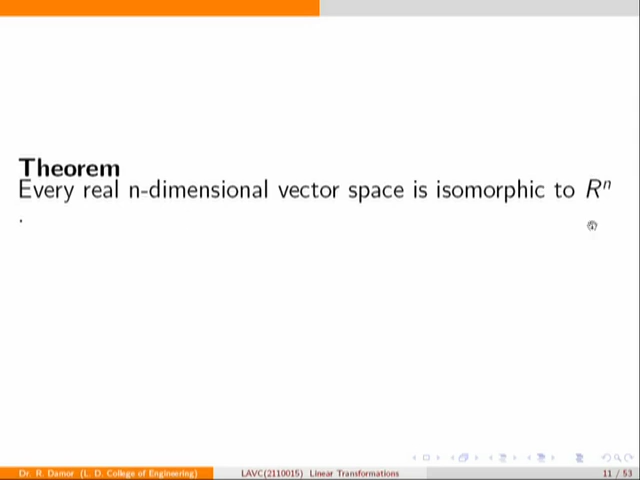 Theorem
Every real n-dimensional vector space is isomorphic to Rⁿ
.
Dr. R. Damor (L. D. College of Engineering) LAVC(2110015) Linear Transformations 11 / 53